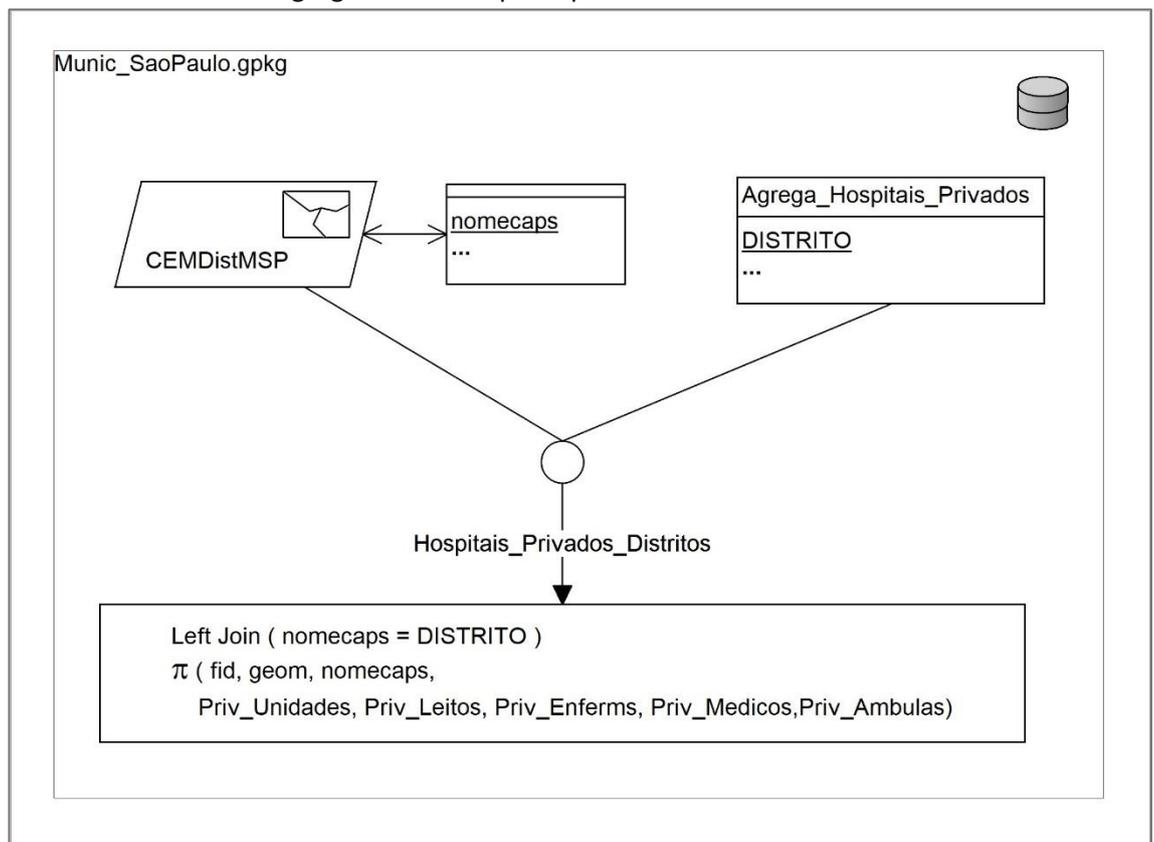 Munic_SaoPaulo.gpkg
CEMDistMSP
nomecaps
...
Agrega_Hospitais_Privados
DISTRITO
...
Hospitais_Privados_Distritos
Left Join ( nomecaps = DISTRITO )
π ( fid, geom, nomecaps,
Priv_Unidades, Priv_Leitos, Priv_Enferms, Priv_Medicos,Priv_Ambulas)